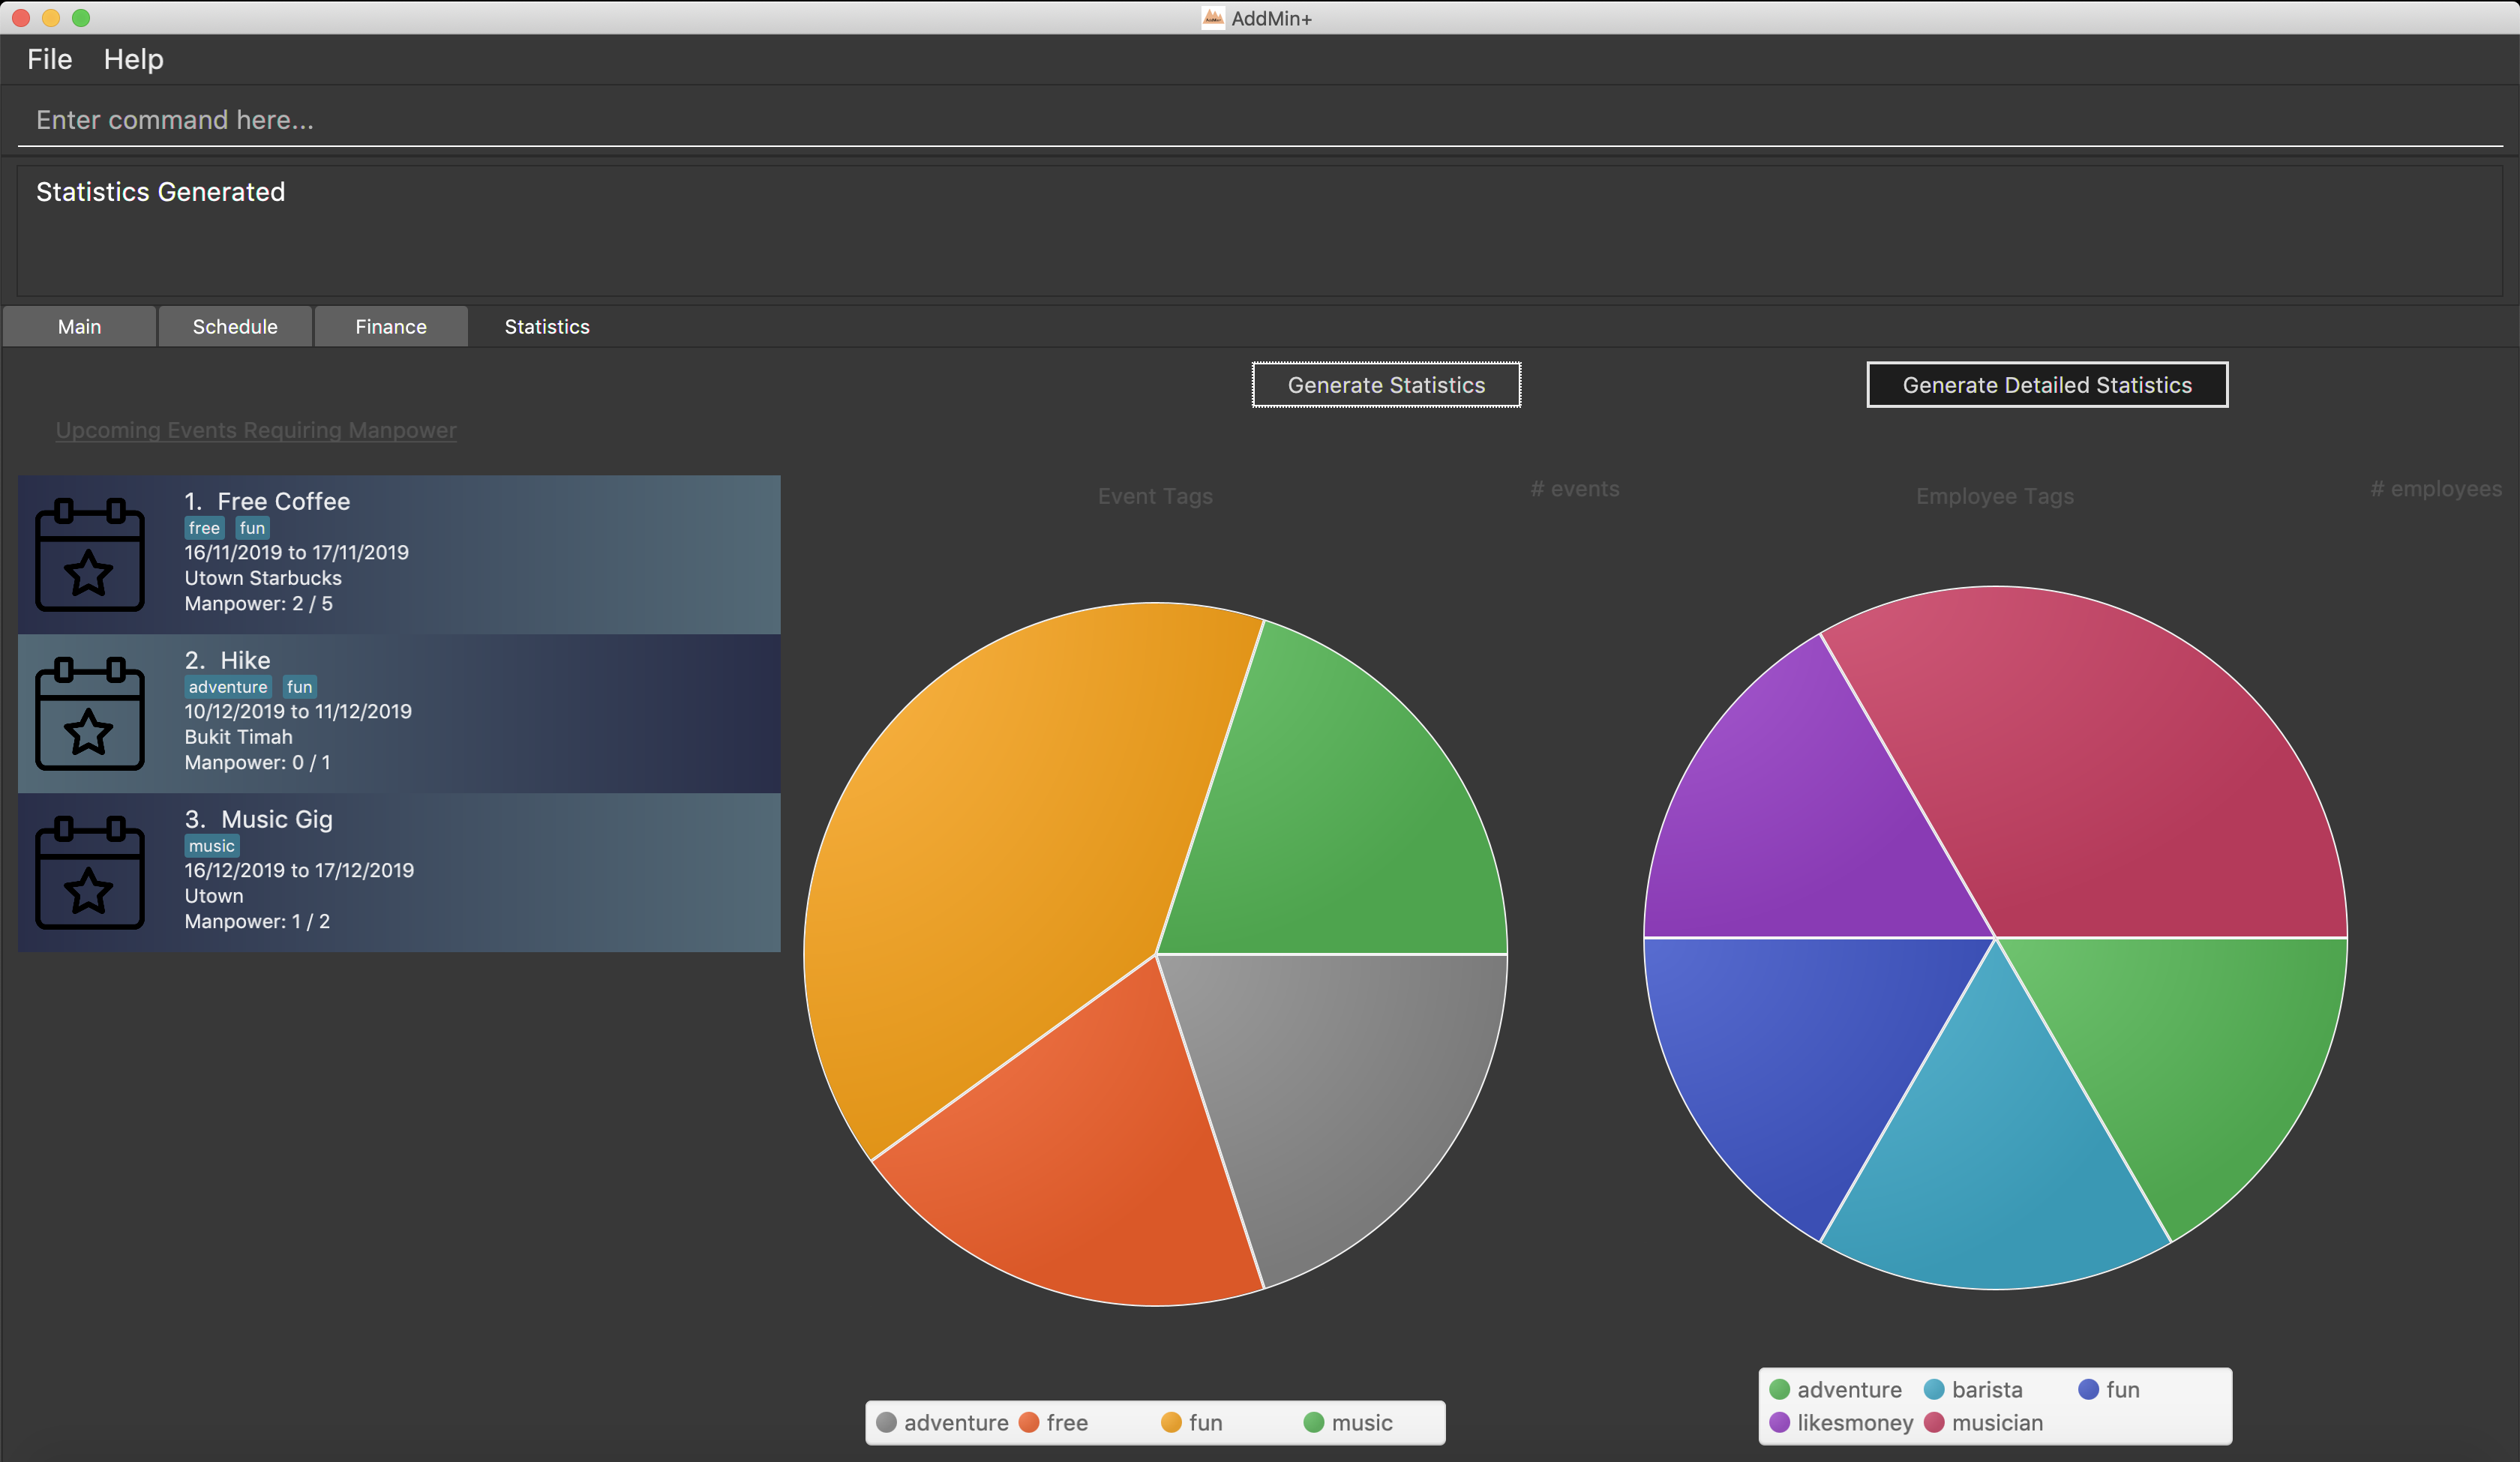 AddMin+
File Help
Enter command here...
Statistics Generated
Main Schedule Finance Statistics
Generate Statistics Generate Detailed Statistics
Upcoming Events Requiring Manpower
1. Free Coffee
free fun
16/11/2019 to 17/11/2019
Utown Starbucks
Manpower: 2 / 5
2. Hike
adventure fun
10/12/2019 to 11/12/2019
Bukit Timah
Manpower: 0 / 1
3. Music Gig
music
16/12/2019 to 17/12/2019
Utown
Manpower: 1 / 2
Event Tags # events
adventure free fun music
Employee Tags # employees
adventure barista fun
likesmoney musician